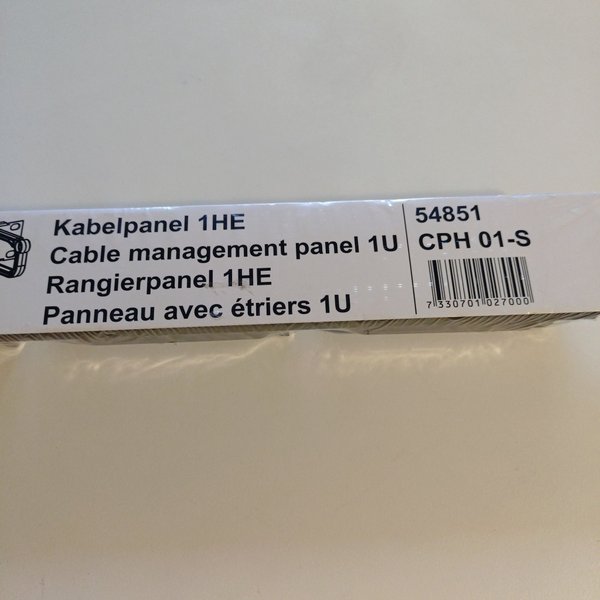 Kabelpanel 1HE
Cable management panel 1U
Rangierpanel 1HE
Panneau avec étriers 1U
54851
CPH 01-S
7 330701 027000